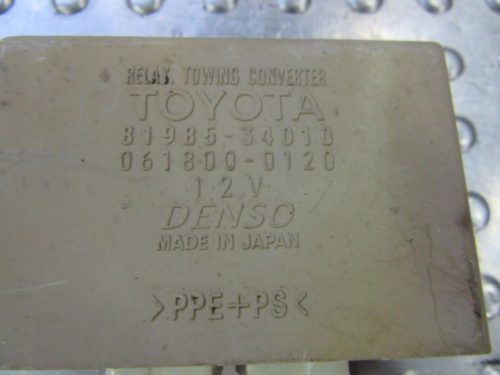 RELAY, TOWING CONVERTER
TOYOTA
81985-34010
061800-0120
12V
DENSO
MADE IN JAPAN
>PPE+PS<